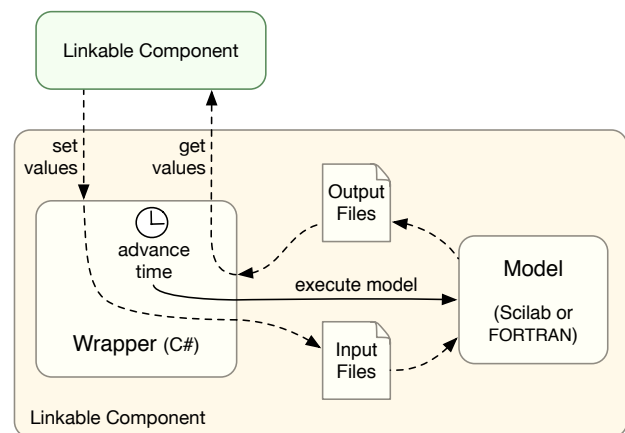 Linkable Component
set
values
get
values
Output
Files
advance
time
execute model
Model
(Scilab or
FORTRAN)
Wrapper (C#)
Input
Files
Linkable Component